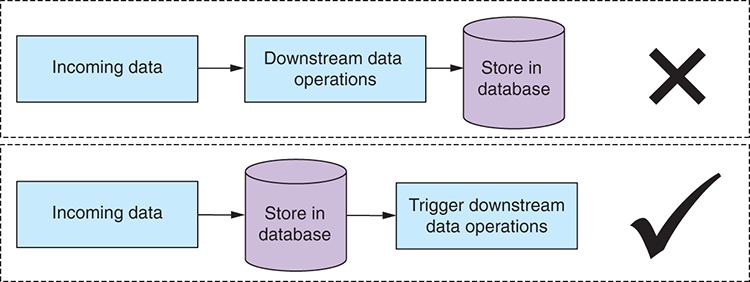 Incoming data
Downstream data
operations
Store in
database
Incoming data
Store in
database
Trigger downstream
data operations